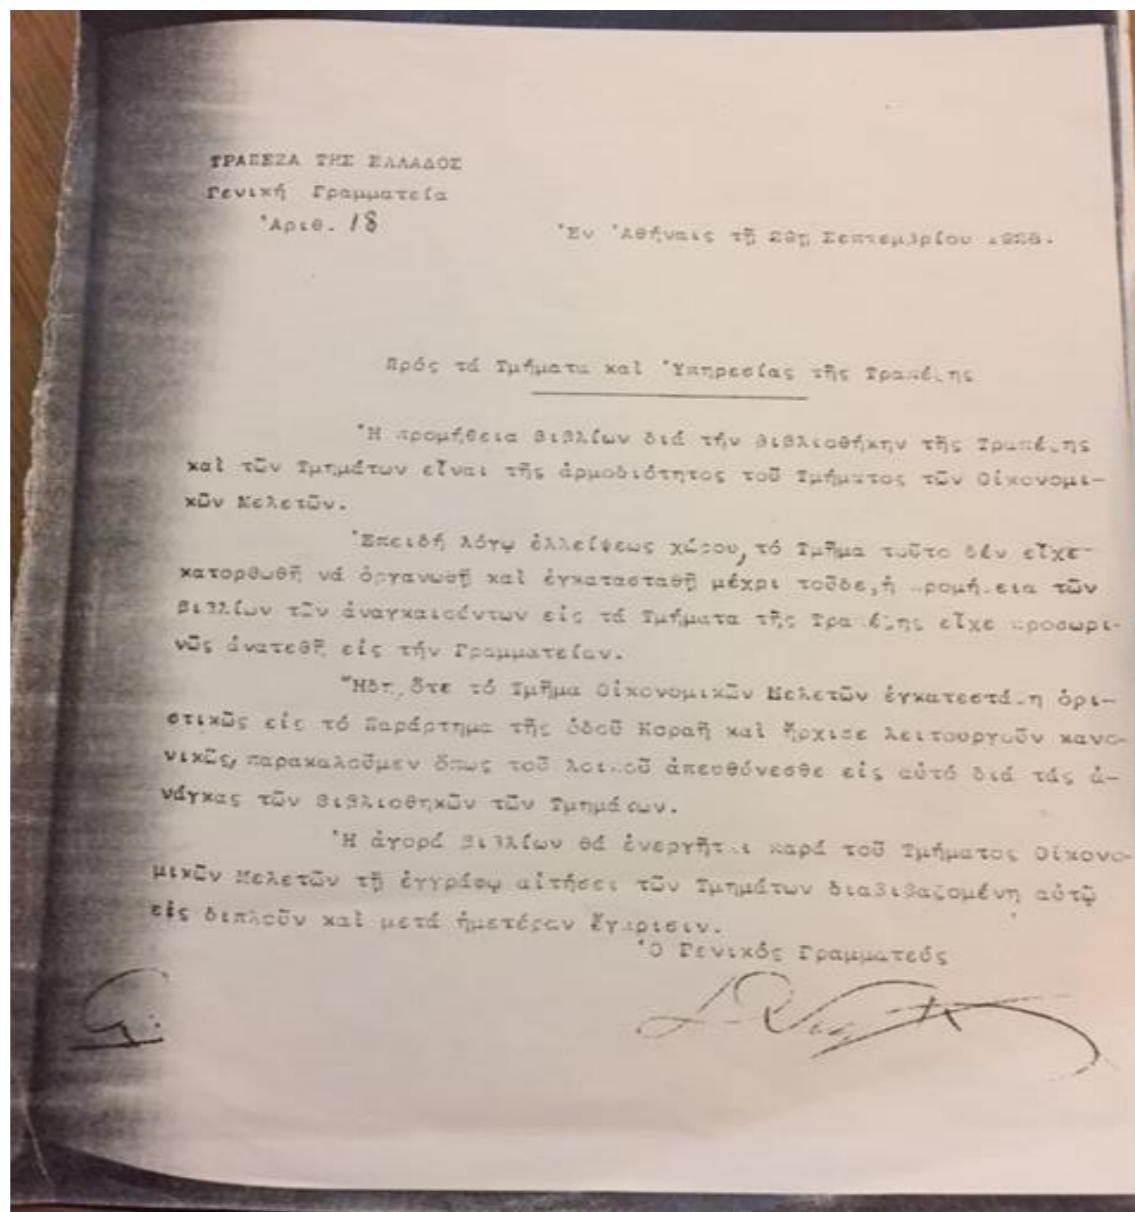 ΤΡΑΠΕΖΑ ΤΗΣ ΕΛΛΑΔΟΣ
Γενική Γραμματεία
Ἀριθ. 18
Ἐν Ἀθήναις τῇ 29ῃ Σεπτεμβρίου 1928.
Πρός τά Τμήματα καί Ὑπηρεσίας τῆς Τραπέζης
Ἡ προμήθεια βιβλίων διά τήν βιβλιοθήκην τῆς Τραπέζης
καί τῶν Τμημάτων εἶναι τῆς ἁρμοδιότητος τοῦ Τμήματος τῶν Οἰκονομι-
κῶν Μελετῶν.
Ἐπειδή λόγῳ ἐλλείψεως χώρου, τό Τμῆμα τοῦτο δέν εἶχε
κατορθωθῆ νά ὀργανωθῇ καί ἐγκατασταθῇ μέχρι τοῦδε, ἡ προμήθεια τῶν
βιβλίων τῶν ἀναγκαιούντων εἰς τά Τμήματα τῆς Τραπέζης εἶχε προσωρι-
νῶς ἀνατεθῆ εἰς τήν Γραμματείαν.
Ἤδη, ὅτε τό Τμῆμα Οἰκονομικῶν Μελετῶν ἐγκατεστάθη ὁρι-
στικῶς εἰς τό Παράρτημα τῆς ὁδοῦ Κοραῆ καί ἤρχισε λειτουργοῦν κανο-
νικῶς, παρακαλοῦμεν ὅπως τοῦ λοιποῦ ἀπευθύνεσθε εἰς αὐτό διά τάς ἀ-
νάγκας τῶν βιβλιοθηκῶν τῶν Τμημάτων.
Ἡ ἀγορά βιβλίων θά ἐνεργῆται παρά τοῦ Τμήματος Οἰκονο-
μικῶν Μελετῶν τῇ ἐγγράφῳ αἰτήσει τῶν Τμημάτων διαβιβαζομένῃ αὐτῷ
εἰς διπλοῦν καί μετά ἡμετέραν ἔγκρισιν.
Ὁ Γενικός Γραμματεύς